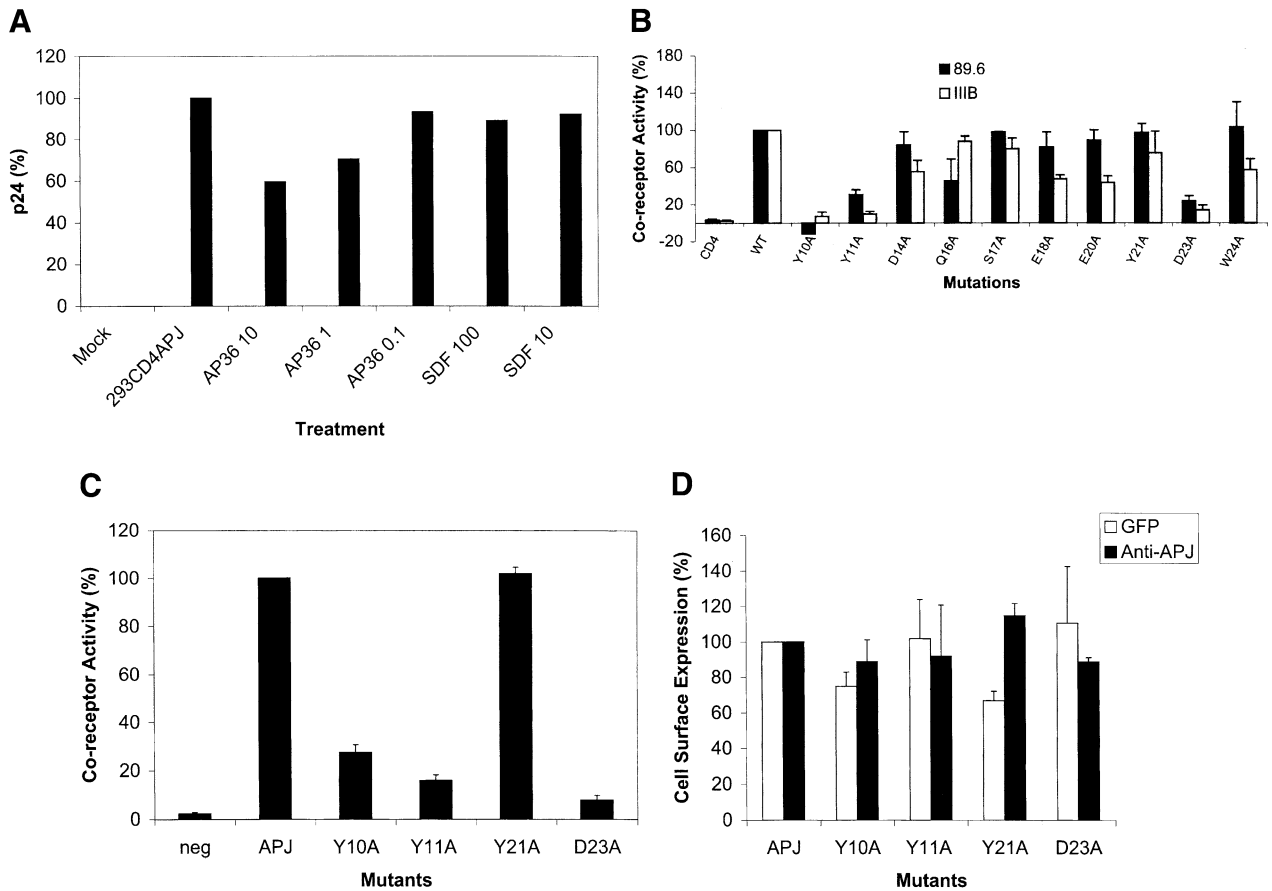 A
120
100
80
60
40
20
0
p24 (%)
Mock
293CD4APJ
AP36 10
AP36 1
AP36 0.1
SDF 100
SDF 10
Treatment
B
180
140
100
60
20
-20
Co-receptor Activity (%)
89.6
IIIB
CD4
WT
Y10A
Y11A
D14A
Q16A
S17A
E18A
E20A
Y21A
D23A
W24A
Mutations
C
120
100
80
60
40
20
0
Co-receptor Activity (%)
neg
APJ
Y10A
Y11A
Y21A
D23A
Mutants
D
GFP
Anti-APJ
160
140
120
100
80
60
40
20
0
Cell Surface Expression (%)
APJ
Y10A
Y11A
Y21A
D23A
Mutants